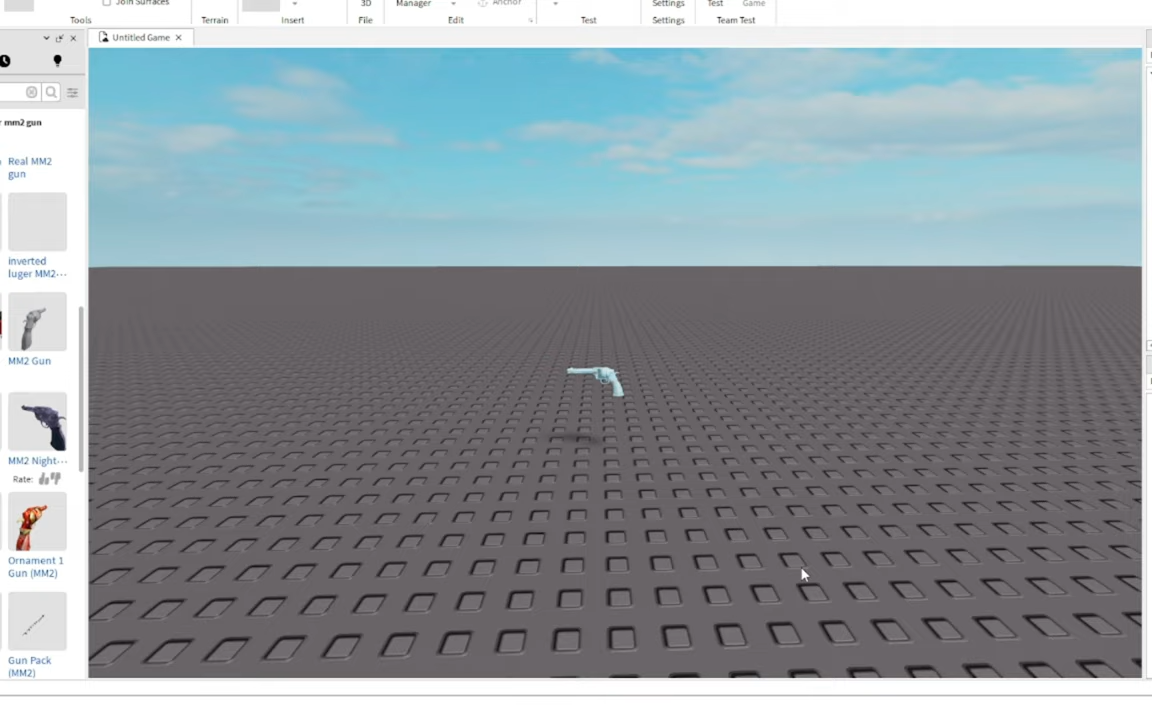 Join Surfaces
3D
Manager
Anchor
Settings
Test
Game
Tools
Terrain
Insert
File
Edit
Test
Settings
Team Test
Untitled Game
mm2 gun
Real MM2
gun
inverted
luger MM2...
MM2 Gun
MM2 Night...
Rate:
Ornament 1
Gun (MM2)
Gun Pack
(MM2)